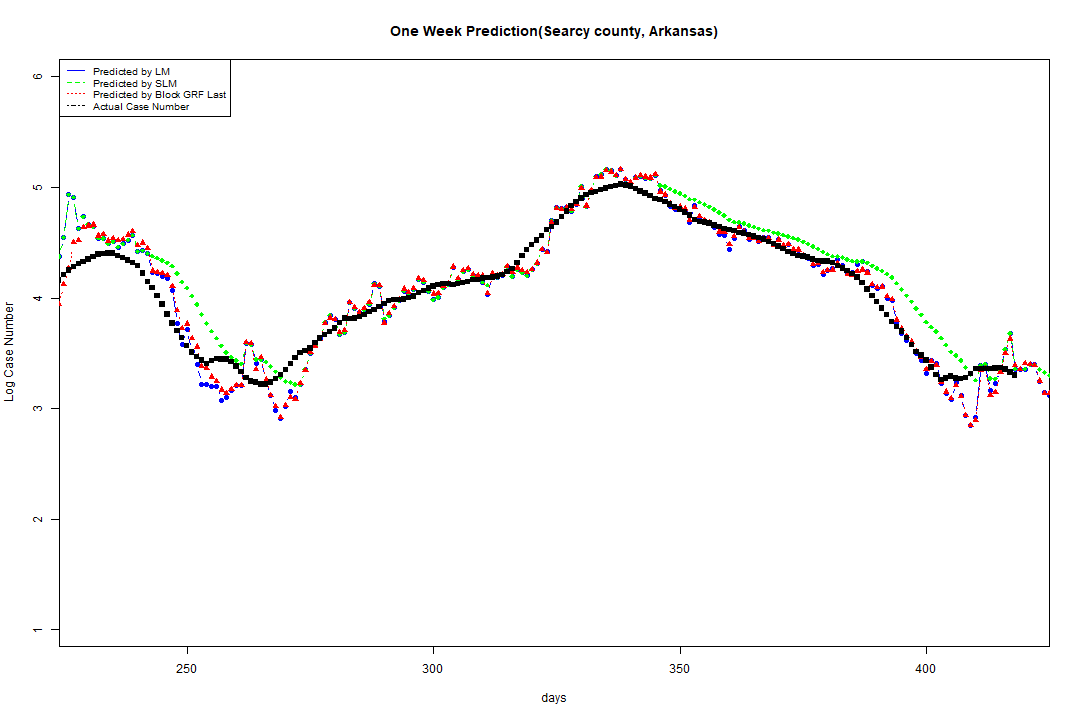 One Week Prediction(Searcy county, Arkansas)
Predicted by LM
Predicted by SLM
Predicted by Block GRF Last
Actual Case Number
6
5
4
3
2
1
Log Case Number
250
300
350
400
days